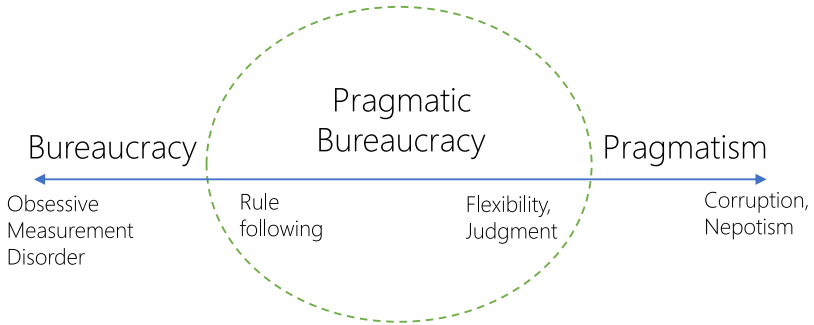 Pragmatic
Bureaucracy
Bureaucracy
Pragmatism
Obsessive
Measurement
Disorder
Rule
following
Flexibility,
Judgment
Corruption,
Nepotism